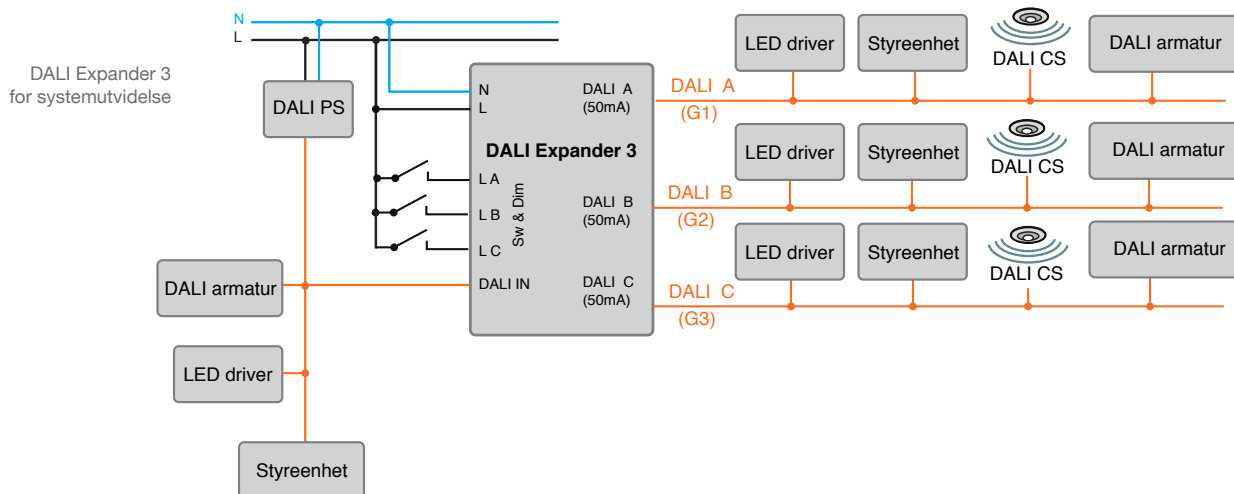 N
L
DALI Expander 3
for systemutvidelse
DALI PS
N
L
DALI A
(50mA)
DALI Expander 3
L A
L B
L C
Sw & Dim
DALI B
(50mA)
DALI IN
DALI C
(50mA)
DALI A
(G1)
LED driver
Styreenhet
DALI CS
DALI armatur
DALI B
(G2)
LED driver
Styreenhet
DALI CS
DALI armatur
DALI C
(G3)
LED driver
Styreenhet
DALI CS
DALI armatur
DALI armatur
LED driver
Styreenhet